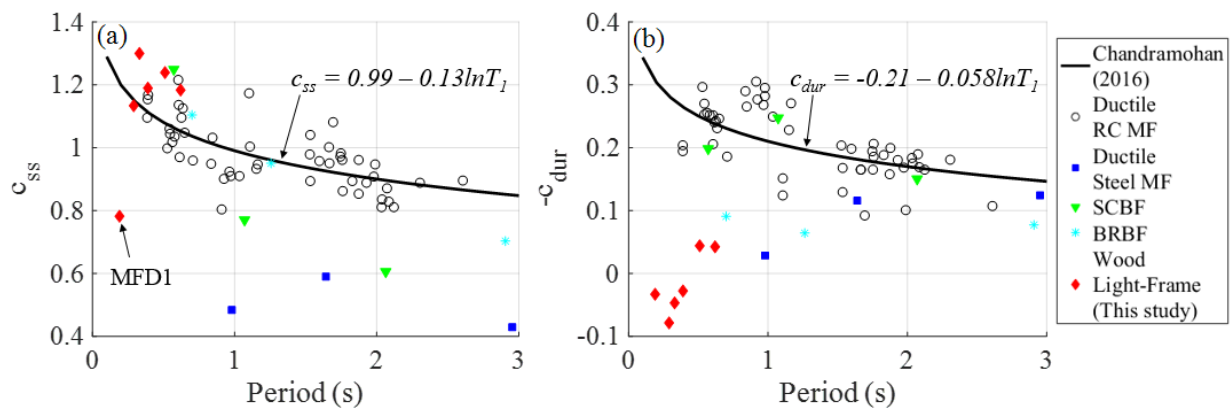 (a)
c_ss = 0.99 – 0.13lnT_1
MFD1
c_ss
1.4
1.2
1
0.8
0.6
0.4
0
1
2
3
Period (s)
(b)
c_dur = -0.21 – 0.058lnT_1
-c_dur
0.4
0.3
0.2
0.1
0
-0.1
0
1
2
3
Period (s)
Chandramohan
(2016)
Ductile
RC MF
Ductile
Steel MF
SCBF
BRBF
Wood
Light-Frame
(This study)